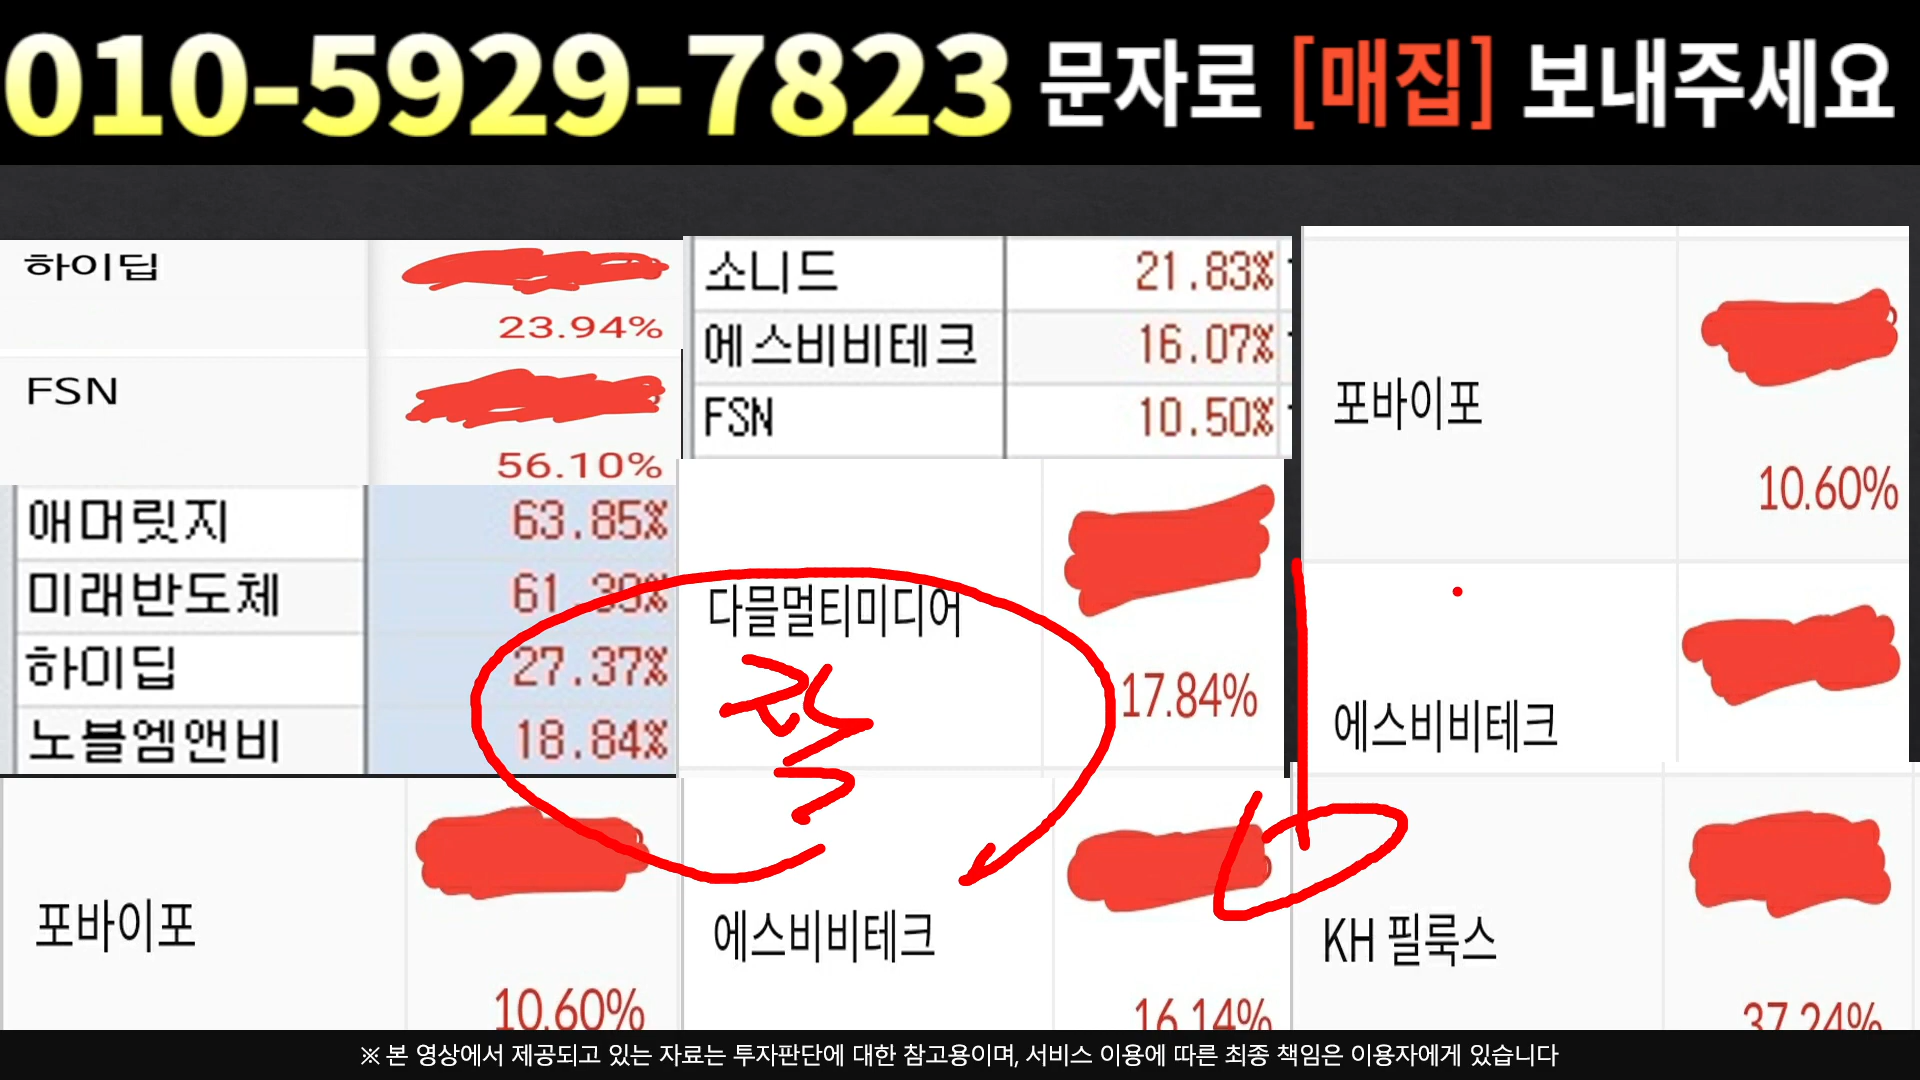 010-5929-7823 문자로 [매집] 보내주세요
하이딥
23.94%
FSN
56.10%
애머릿지 63.85%
미래반도체 61.39%
하이딥 27.37%
노블엠앤비 18.84%
소니드 21.83%
에스비비테크 16.07%
FSN 10.50%
다믈멀티미디어
17.84%
포바이포
10.60%
에스비비테크
포바이포
10.60%
에스비비테크
16.14%
KH 필룩스
37.24%
※ 본 영상에서 제공되고 있는 자료는 투자판단에 대한 참고용이며, 서비스 이용에 따른 최종 책임은 이용자에게 있습니다